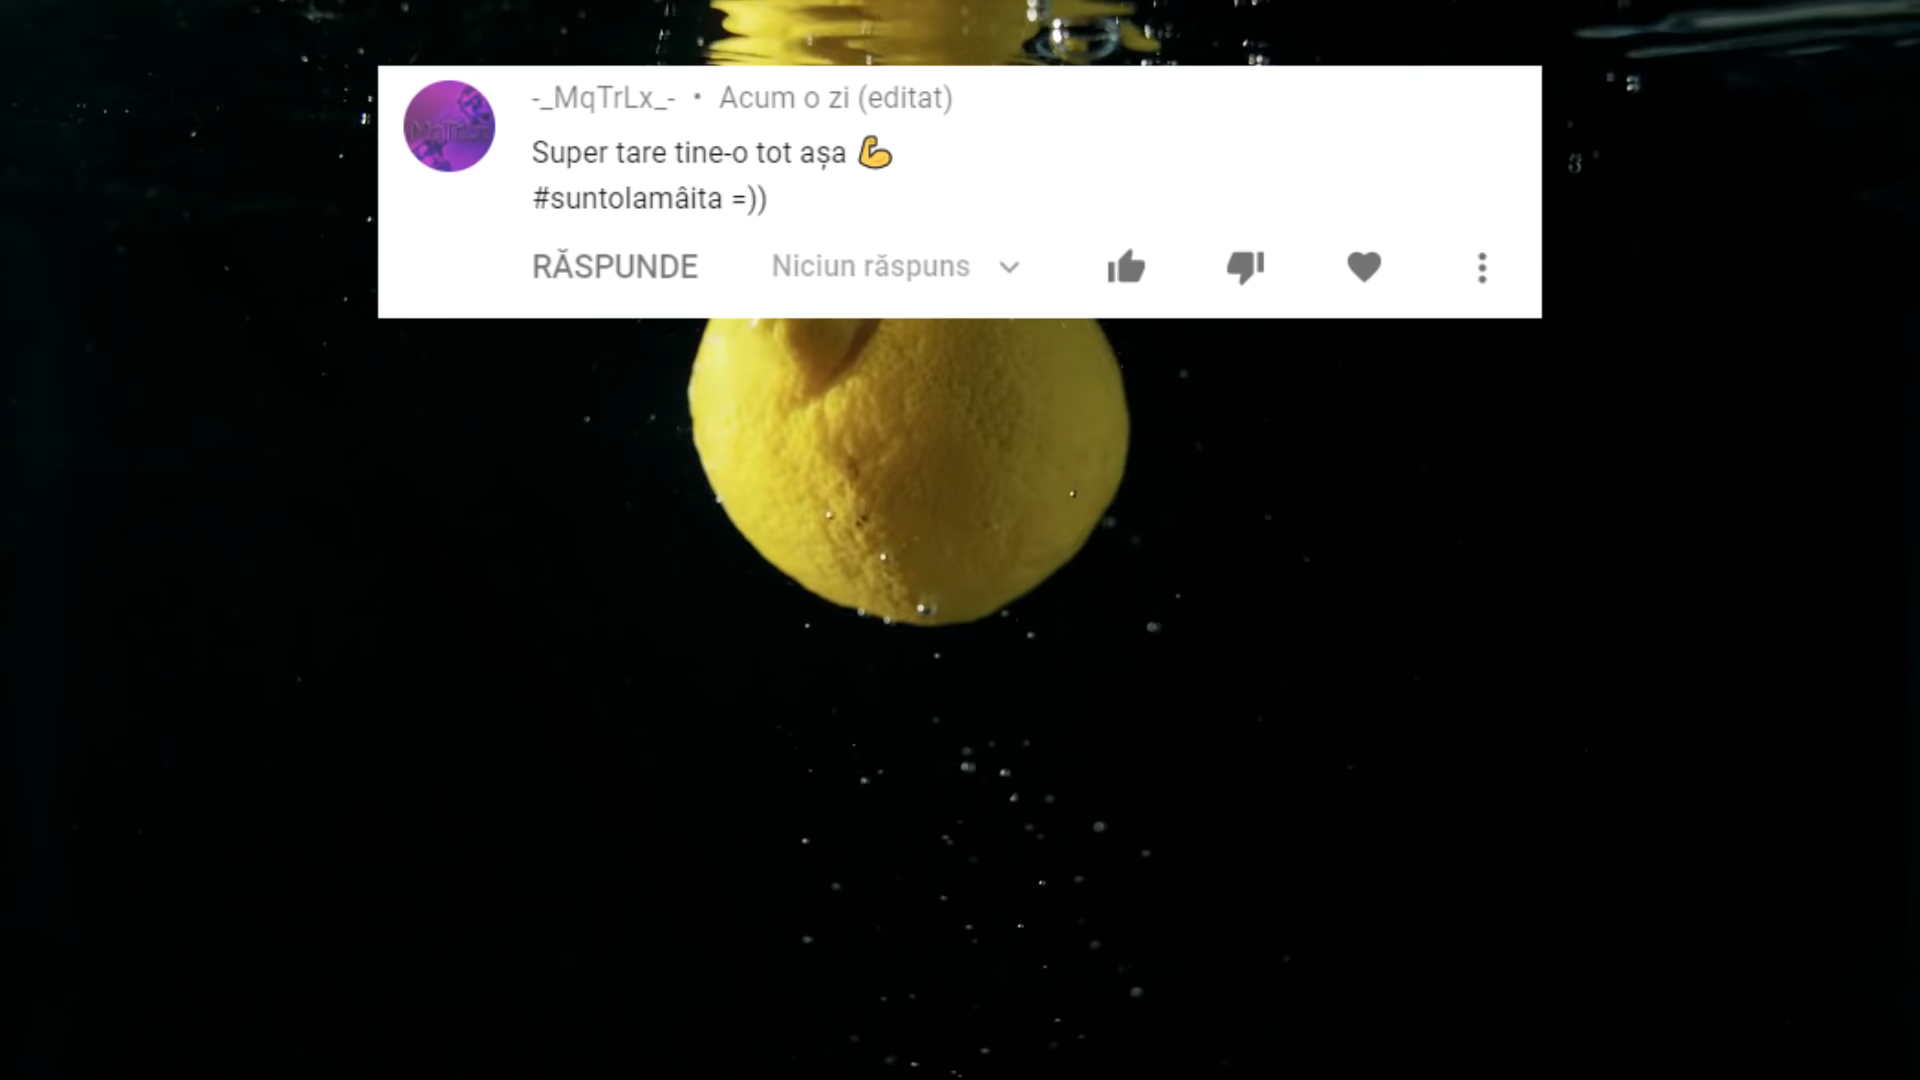 -_MqTrLx_- • Acum o zi (editat)
Super tare tine-o tot așa 💪
#suntolamâita =))
RĂSPUNDE Niciun răspuns